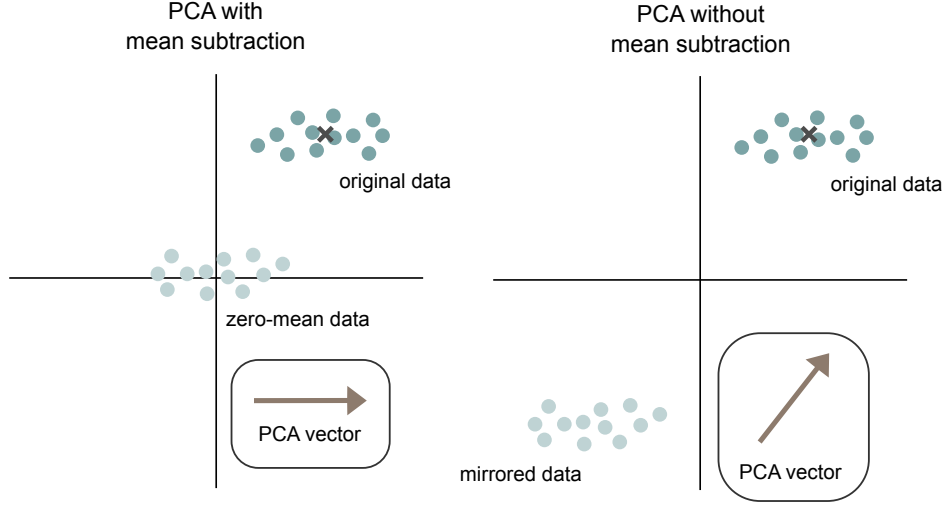 PCA with
mean subtraction
original data
zero-mean data
PCA vector
PCA without
mean subtraction
original data
mirrored data
PCA vector